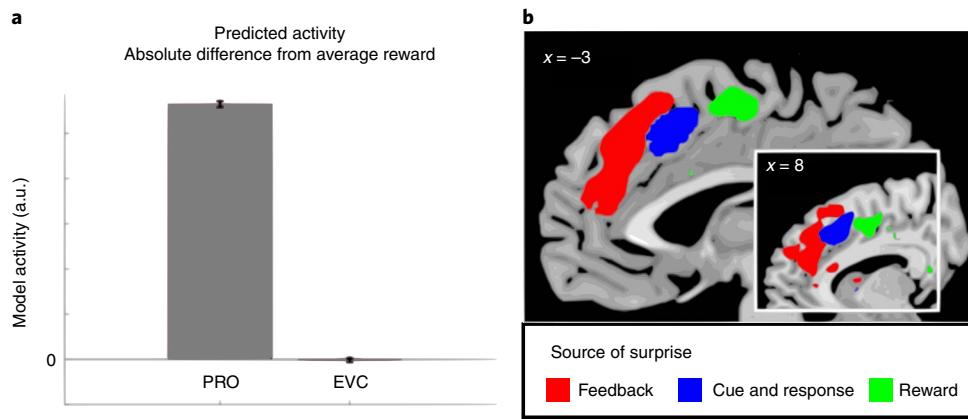 a
Predicted activity
Absolute difference from average reward
Model activity (a.u.)
0
PRO
EVC
b
x = –3
x = 8
Source of surprise
Feedback
Cue and response
Reward